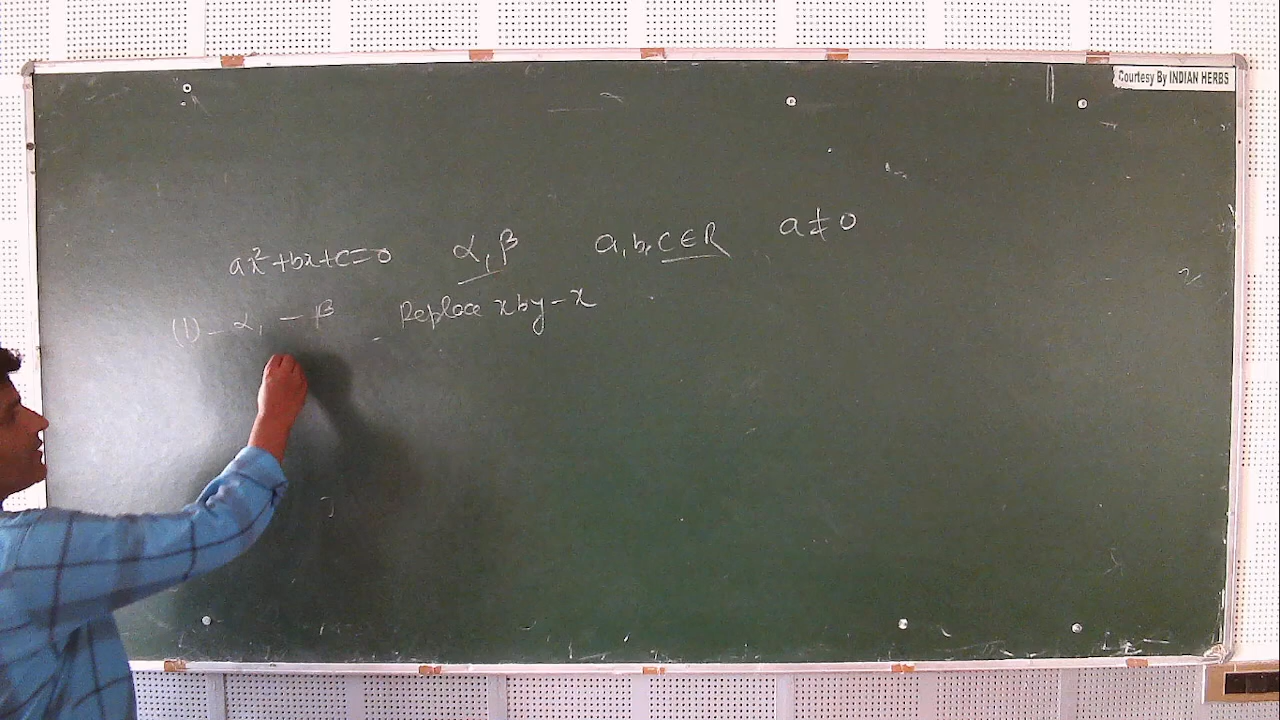 Courtesy By INDIAN HERBS
ax²+bx+c=0 α, β a,b,c∈R a≠0
(1) -α, -β Replace x by -x